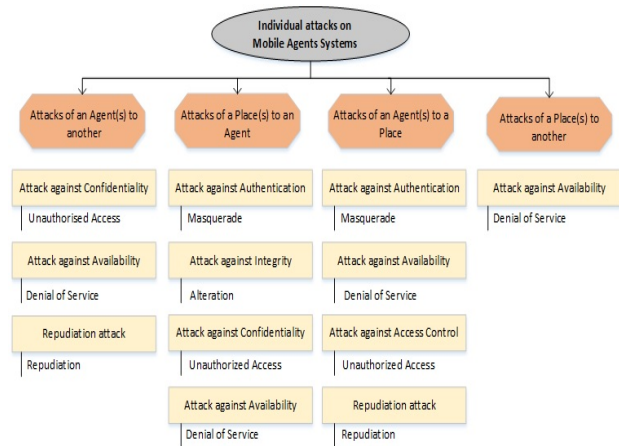 Individual attacks on
Mobile Agents Systems
Attacks of an Agent(s) to
another
Attack against Confidentiality
Unauthorised Access
Attack against Availability
Denial of Service
Repudiation attack
Repudiation
Attacks of a Place(s) to an
Agent
Attack against Authentication
Masquerade
Attack against Integrity
Alteration
Attack against Confidentiality
Unauthorized Access
Attack against Availability
Denial of Service
Attacks of an Agent(s) to a
Place
Attack against Authentication
Masquerade
Attack against Availability
Denial of Service
Attack against Access Control
Unauthorized Access
Repudiation attack
Repudiation
Attacks of a Place(s) to
another
Attack against Availability
Denial of Service